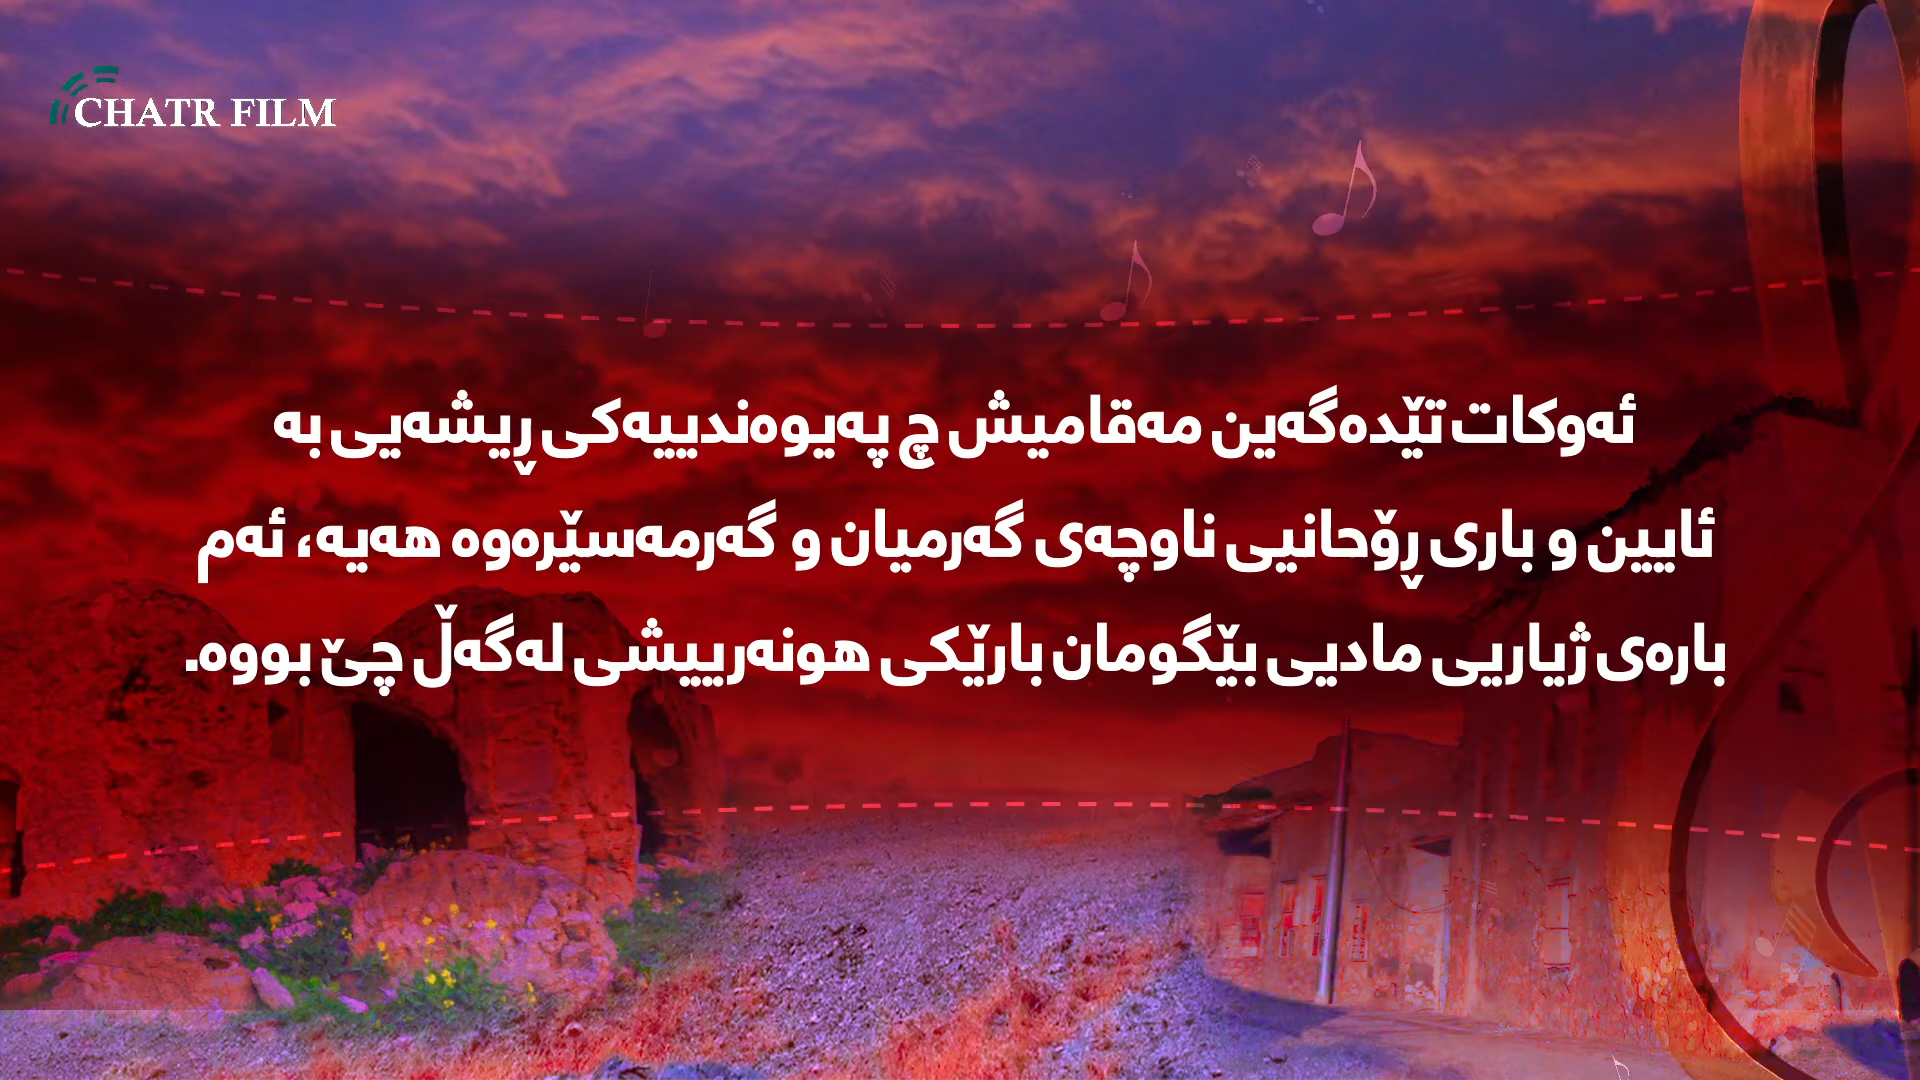 CHATR FILM
ئەوکات تێدەگەین مەقامیش چ پەیوەندییەکی ڕیشەیی بە
ئایین و باری ڕۆحانیی ناوچەی گەرمیان و گەرمەسێرەوە هەیە، ئەم
بارەی ژیاریی مادیی بێگومان بارێکی هونەرییشی لەگەڵ چێ بووە.